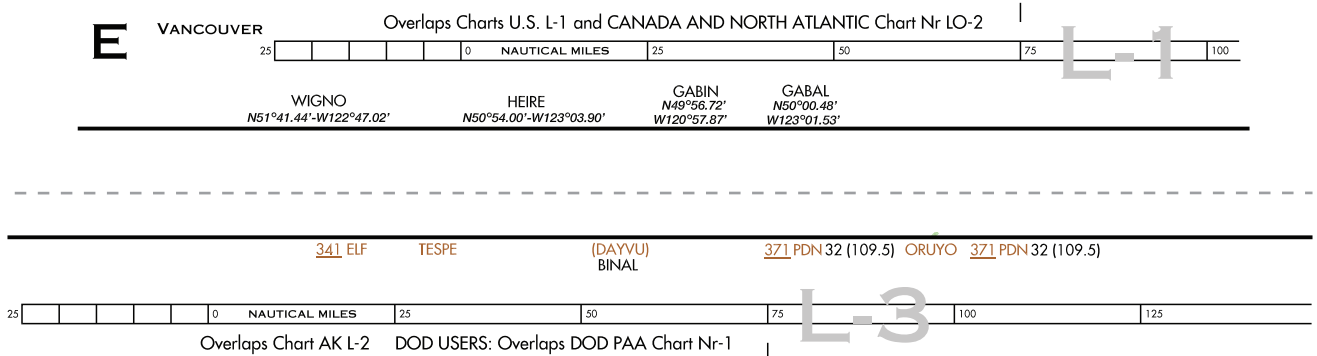 E VANCOUVER
Overlaps Charts U.S. L-1 and CANADA AND NORTH ATLANTIC Chart Nr LO-2
25 0 NAUTICAL MILES 25 50 75 100
L-1
WIGNO
N51°41.44'-W122°47.02'
HEIRE
N50°54.00'-W123°03.90'
GABIN
N49°56.72'
W120°57.87'
GABAL
N50°00.48'
W123°01.53'
341 ELF TESPE (DAYVU) 371 PDN 32 (109.5) ORUYO 371 PDN 32 (109.5)
BINAL
25 0 NAUTICAL MILES 25 50 75 100 125
L-3
Overlaps Chart AK L-2 DOD USERS: Overlaps DOD PAA Chart Nr-1